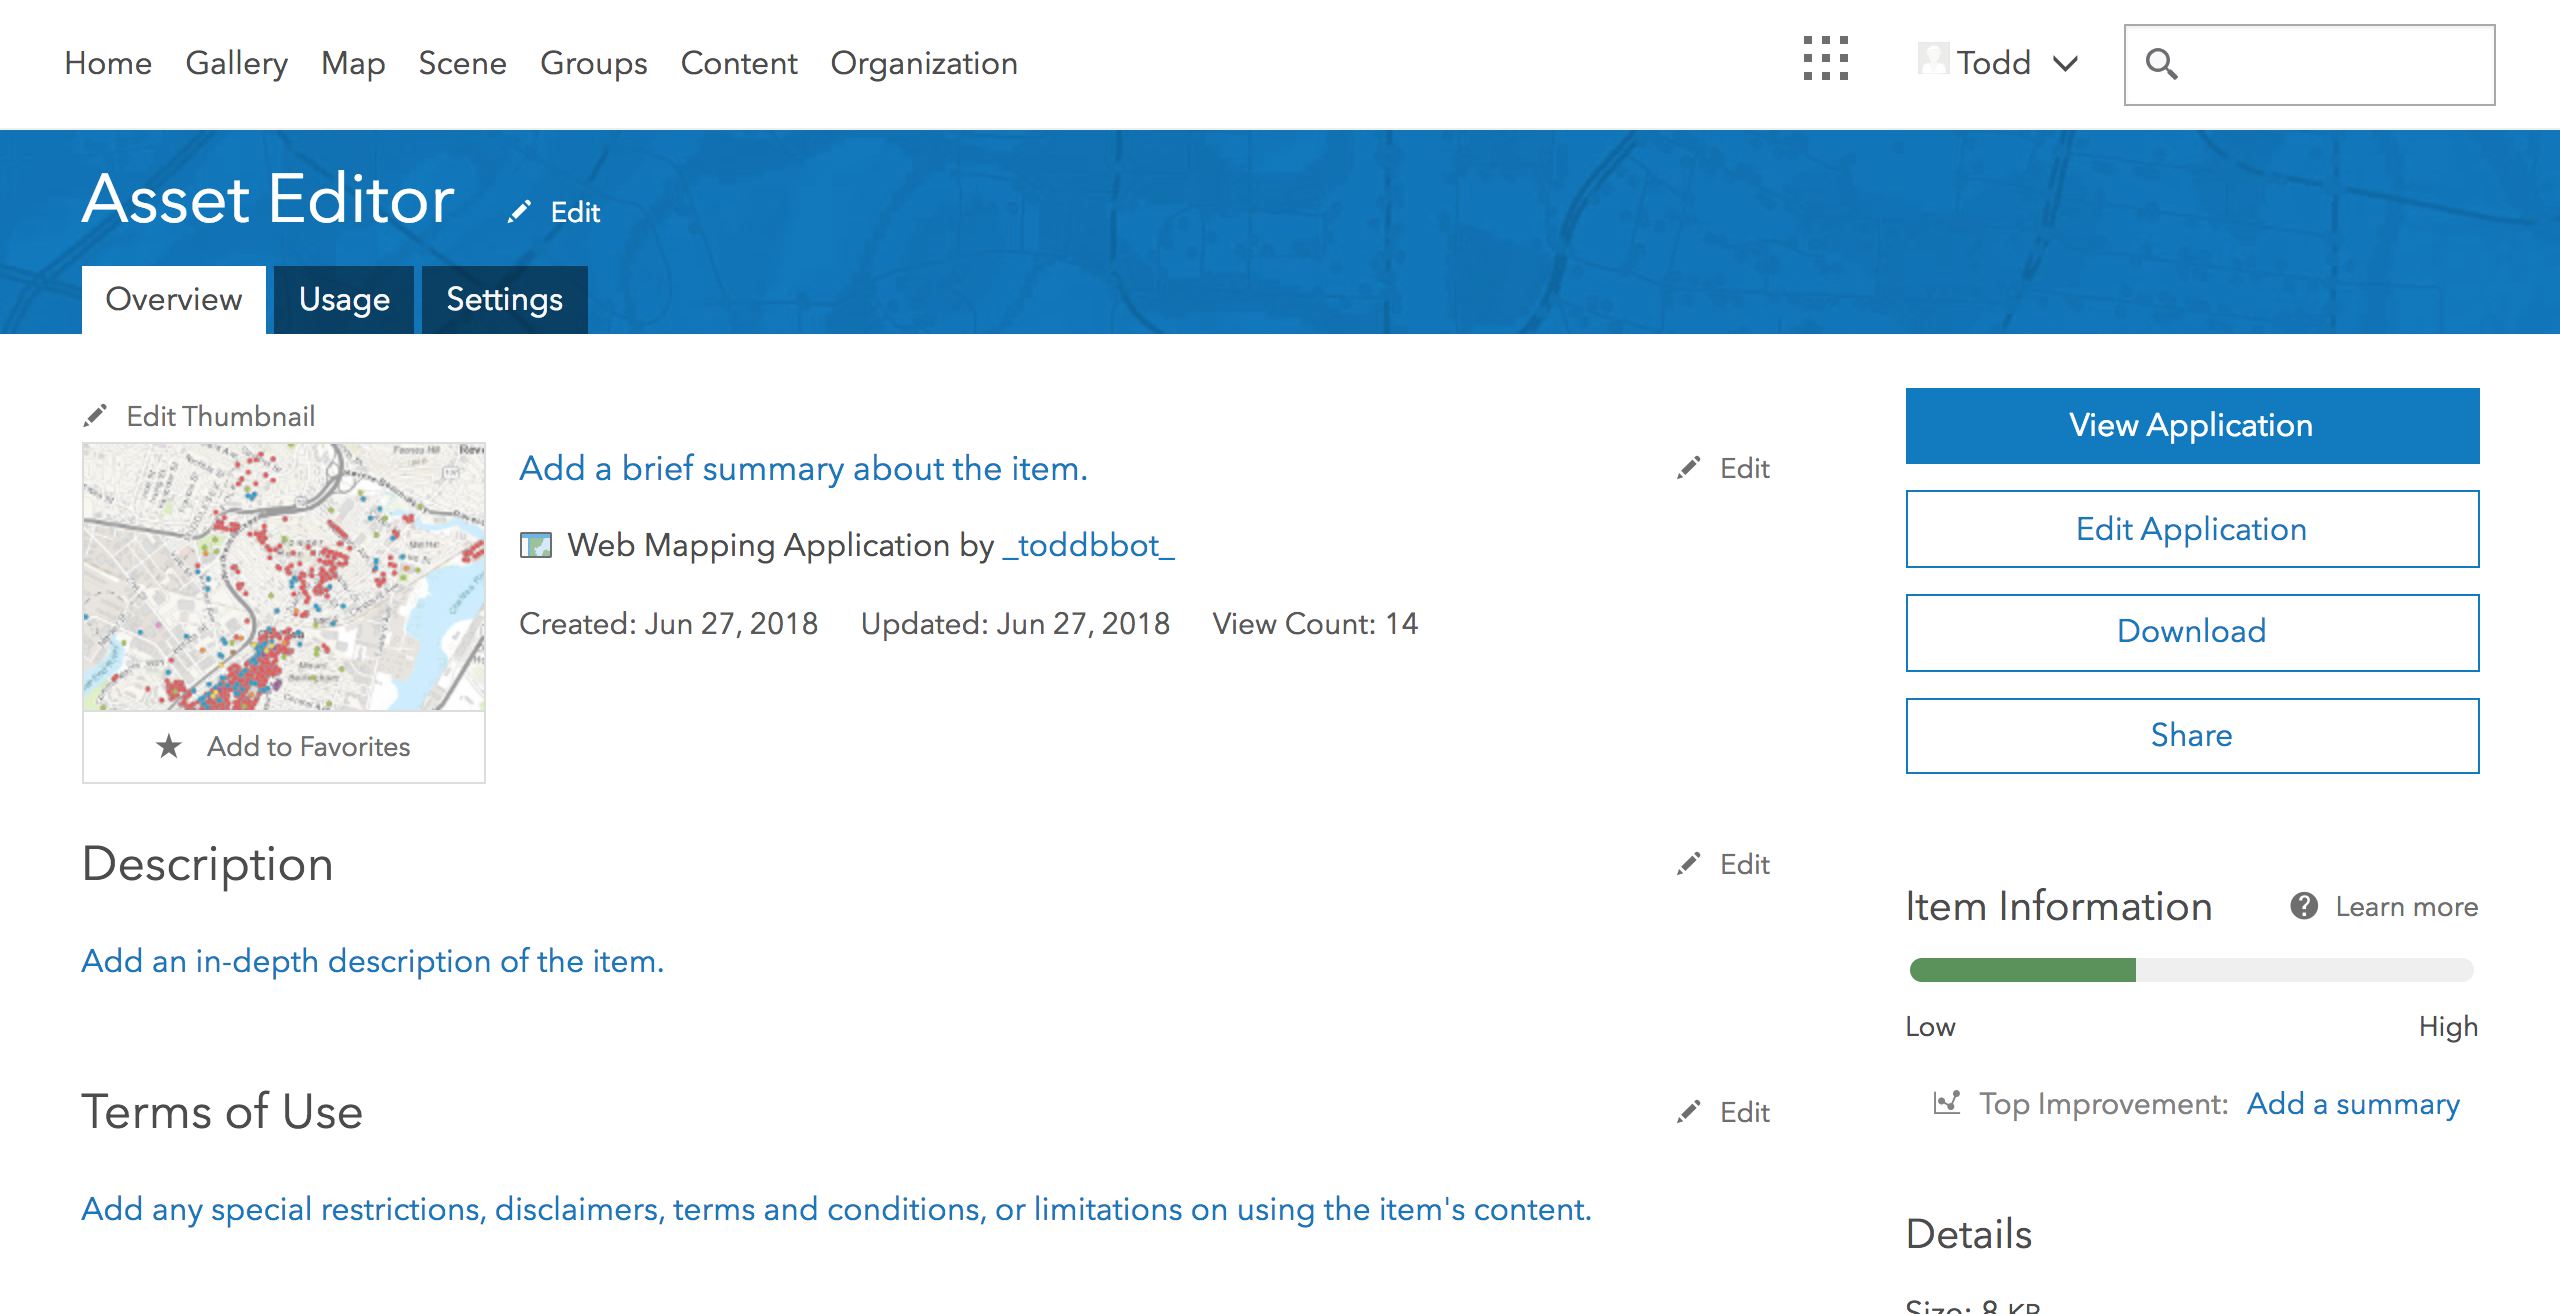 Home Gallery Map Scene Groups Content Organization Todd
Asset Editor Edit
Overview Usage Settings
Edit Thumbnail
Add a brief summary about the item. Edit
Web Mapping Application by _toddbbot_
Created: Jun 27, 2018 Updated: Jun 27, 2018 View Count: 14
Add to Favorites
Description Edit
Add an in-depth description of the item.
Terms of Use Edit
Add any special restrictions, disclaimers, terms and conditions, or limitations on using the item's content.
View Application
Edit Application
Download
Share
Item Information Learn more
Low High
Top Improvement: Add a summary
Details
Size: 8 KB